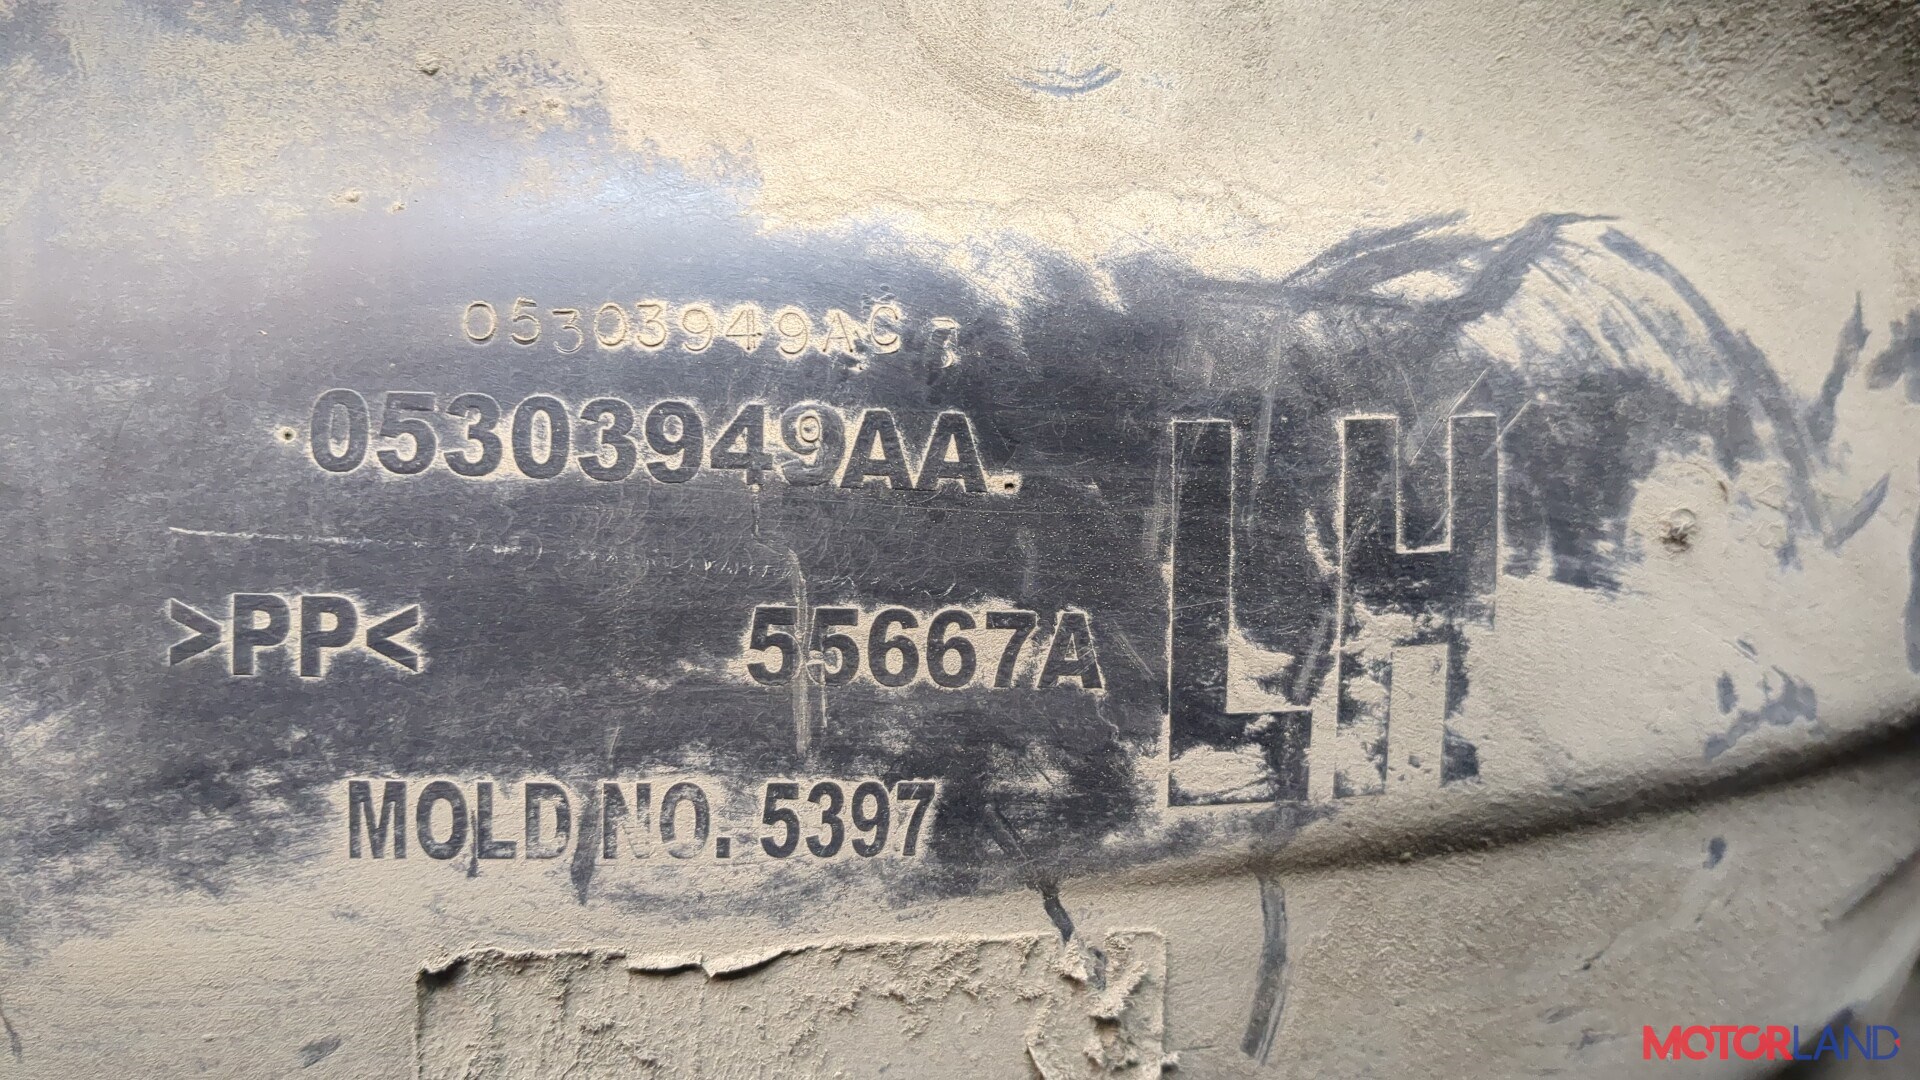 05303949AC
05303949AA
LH
>PP< 55667A
MOLD NO. 5397
MOTORLAND